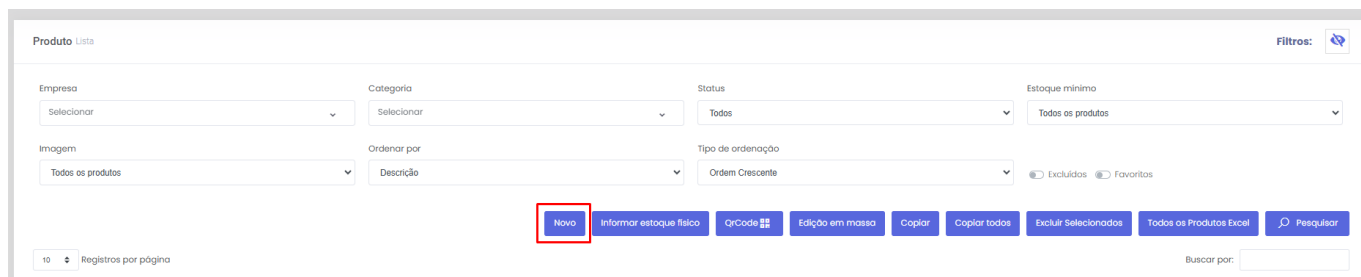 Produto Lista Filtros:
Empresa Categoria Status Estoque mínimo
Selecionar Selecionar Todos Todos os produtos
Imagem Ordenar por Tipo de ordenação
Todos os produtos Descrição Ordem Crescente Excluídos Favoritos
Novo Informar estoque físico QrCode Edição em massa Copiar Copiar todos Excluir Selecionados Todos os Produtos Excel Pesquisar
10 Registros por página Buscar por: